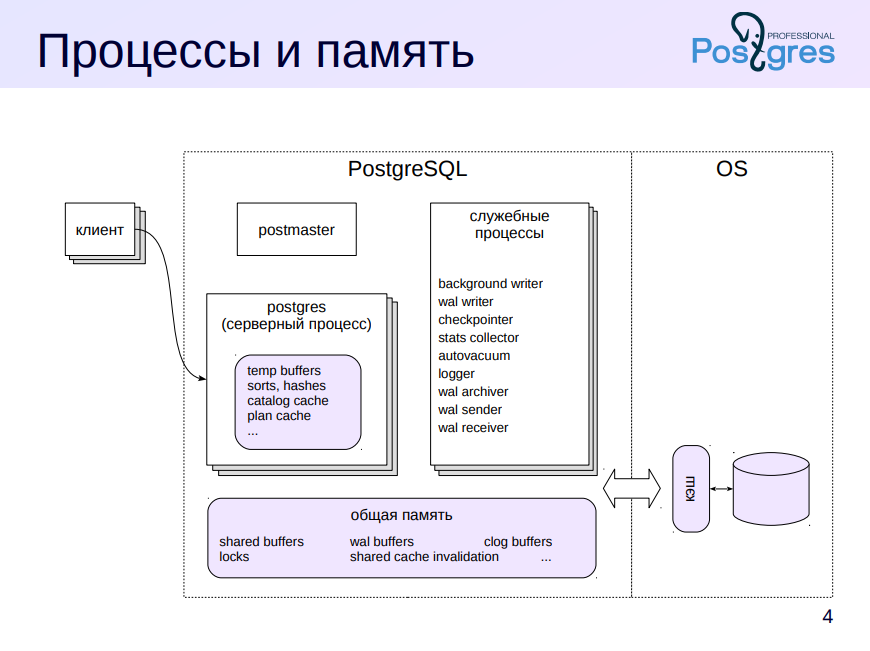 Процессы и память
PROFESSIONAL
Postgres
PostgreSQL
OS
клиент
postmaster
служебные
процессы
background writer
wal writer
checkpointer
stats collector
autovacuum
logger
wal archiver
wal sender
wal receiver
postgres
(серверный процесс)
temp buffers
sorts, hashes
catalog cache
plan cache
...
кэш
общая память
shared buffers
wal buffers
clog buffers
locks
shared cache invalidation
...
4